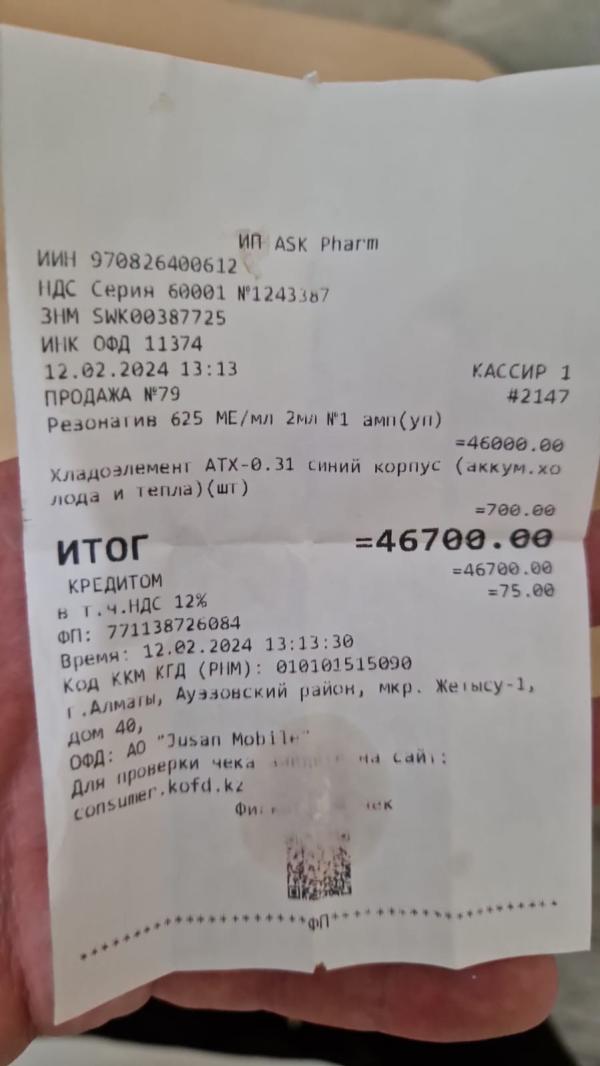 ИП ASK Pharm
ИИН 970826400612
НДС Серия 60001 №1243387
ЗНМ SWK00387725
ИНК ОФД 11374
12.02.2024 13:13 КАССИР 1
ПРОДАЖА №79 #2147
Резонатив 625 МЕ/мл 2мл №1 амп(уп)
=46000.00
Хладоэлемент АТХ-0.31 синий корпус (аккум.хо
лода и тепла)(шт)
=700.00
ИТОГ =46700.00
КРЕДИТОМ =46700.00
в т.ч.НДС 12% =75.00
ФП: 771138726084
Время: 12.02.2024 13:13:30
Код ККМ КГД (РНМ): 010101515090
г.Алматы, Ауэзовский район, мкр. Жетысу-1,
дом 40,
ОФД: АО "Jusan Mobile"
Для проверки чека на сайт:
consumer.kofd.kz
чек
ФП